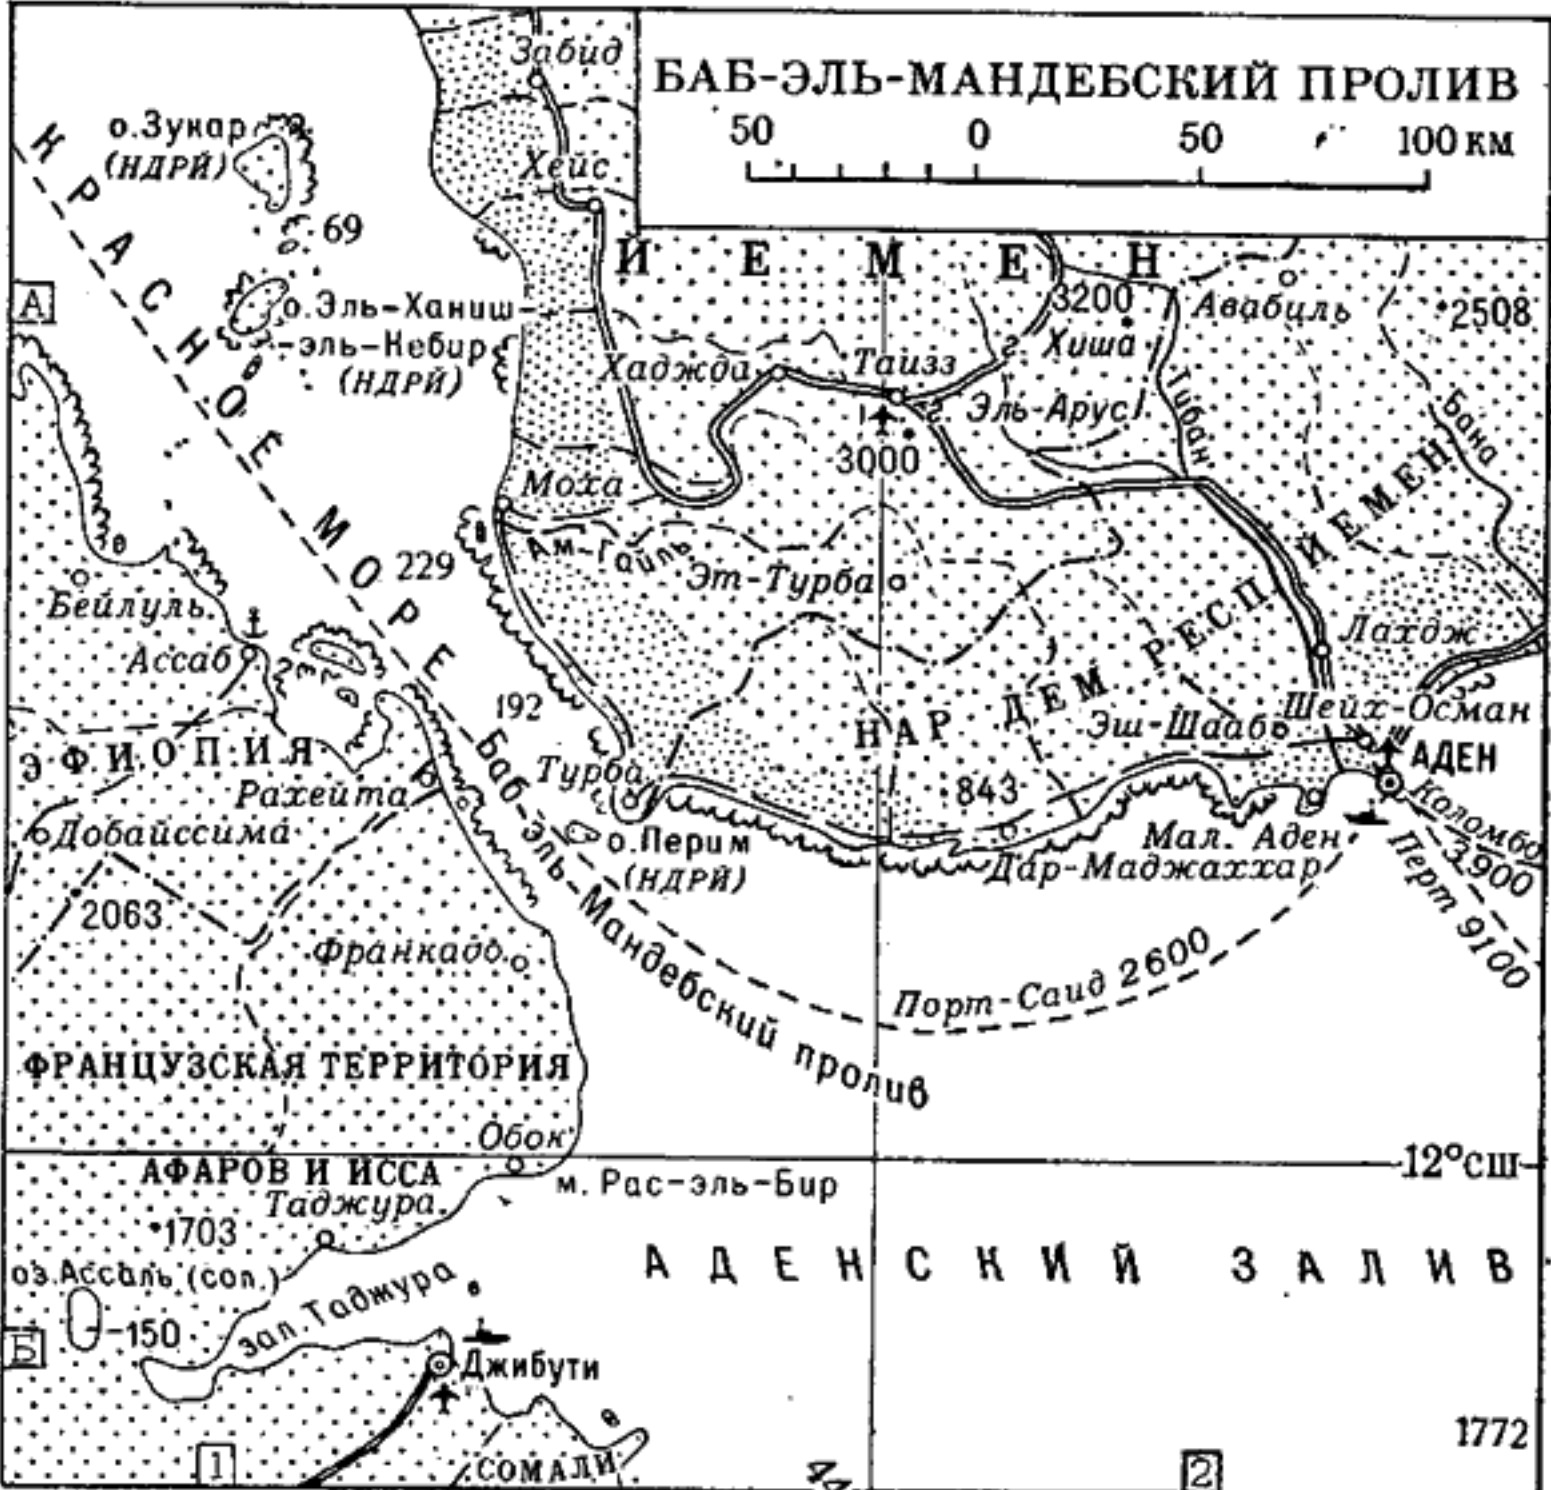 БАБ-ЭЛЬ-МАНДЕБСКИЙ ПРОЛИВ
50 0 50 100 км
Забид
о.Зукар
(НДРЙ)
Хейс
КРАСНОЕ МОРЕ
69
ЙЕМЕН
А
о.Эль-Ханиш-
-эль-Кебир
(НДРЙ)
3200
Авабиль
2508
Хиша
Хаджда
Таизз
Эль-Арус
Тибан
Бана
3000
Моха
Ам-Гайль
229
Эт-Турба
НАР ДЕМ РЕСП ЙЕМЕН
Бейлуль
Ассаб
Лахдж
192
Шейх-Осман
Эш-Шааб
АДЕН
ЭФИОПИЯ
Турба
Рахейта
843
Коломбо
3900
Добайссима
о.Перим
(НДРЙ)
Мал. Аден
Дар-Маджаххар
Перт 9100
2063
Франкадо
Баб-эль-Мандебский пролив
Порт-Саид 2600
ФРАНЦУЗСКАЯ ТЕРРИТОРИЯ
Обок
12°СШ
АФАРОВ И ИССА
м. Рас-эль-Бир
Таджура
1703
оз.Ассаль (сол.)
АДЕНСКИЙ ЗАЛИВ
зал.Таджура
-150
Б
Джибути
1772
1
СОМАЛИ
2